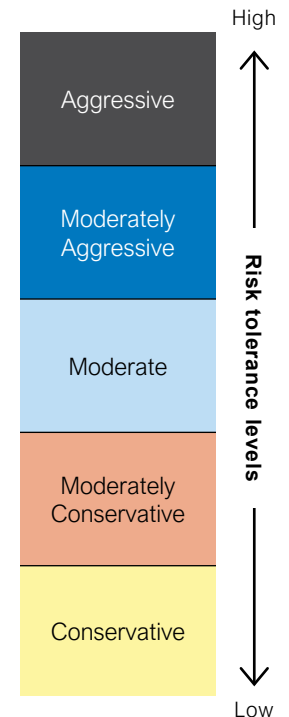 High
Aggressive
Moderately
Aggressive
Moderate
Risk tolerance levels
Moderately
Conservative
Conservative
Low